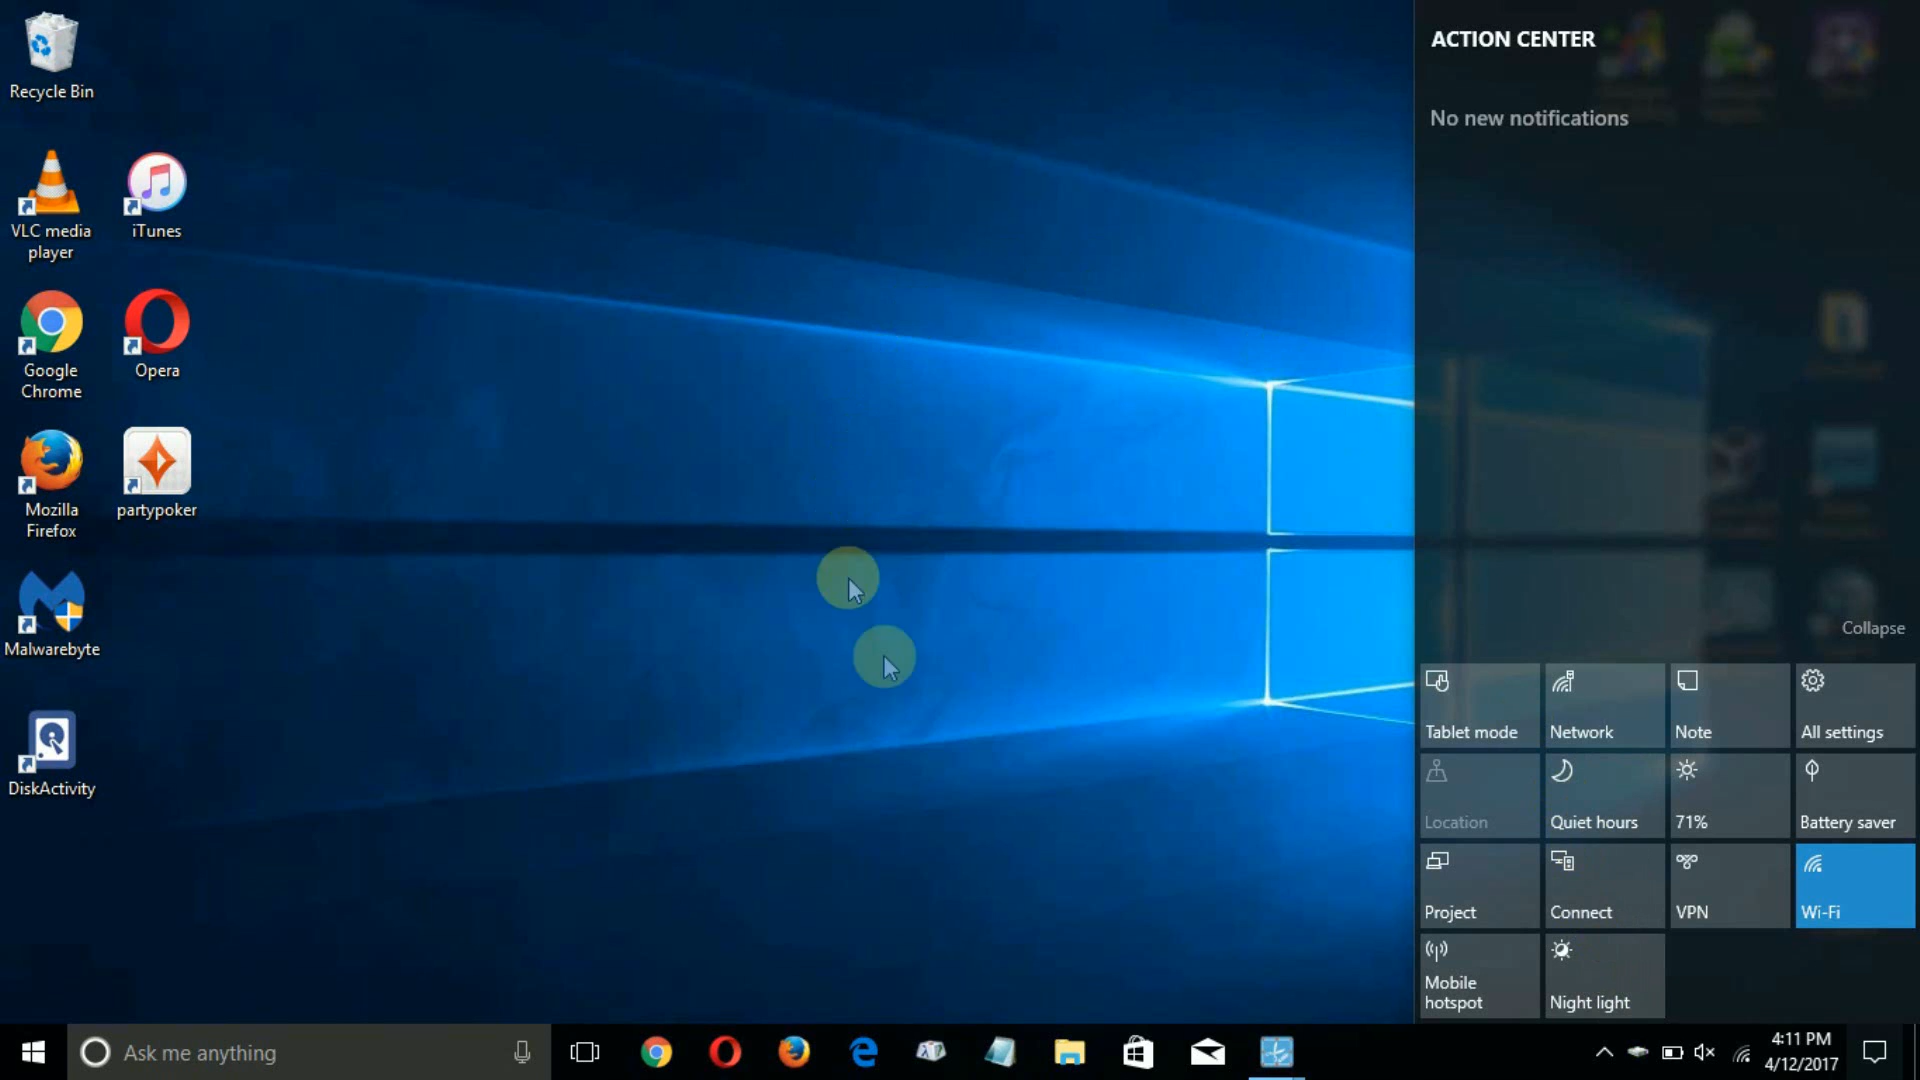 Recycle Bin
VLC media
player
iTunes
Google
Chrome
Opera
Mozilla
Firefox
partypoker
Malwarebyte
DiskActivity
ACTION CENTER
No new notifications
Collapse
Tablet mode
Network
Note
All settings
Location
Quiet hours
71%
Battery saver
Project
Connect
VPN
Wi-Fi
Mobile
hotspot
Night light
Ask me anything
4:11 PM
4/12/2017